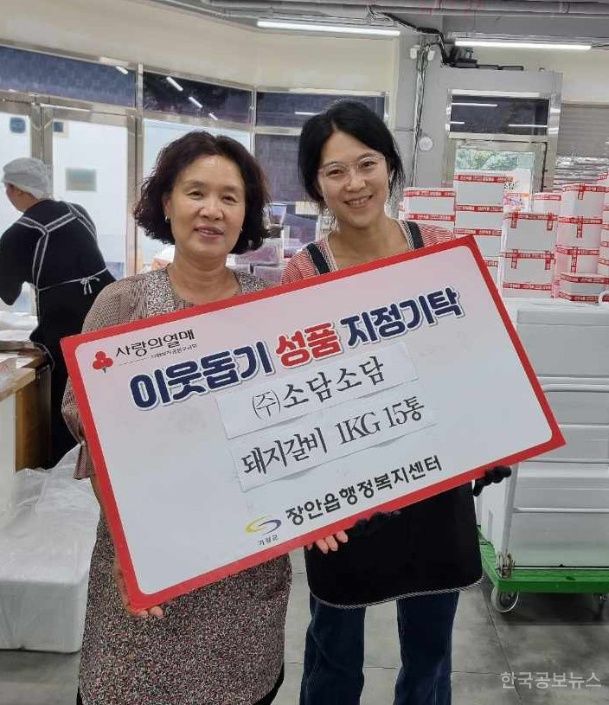 사랑의열매
이웃돕기 성품 지정기탁
㈜소담소담
돼지갈비 1KG 15통
기장군
장안읍행정복지센터
한국공보뉴스